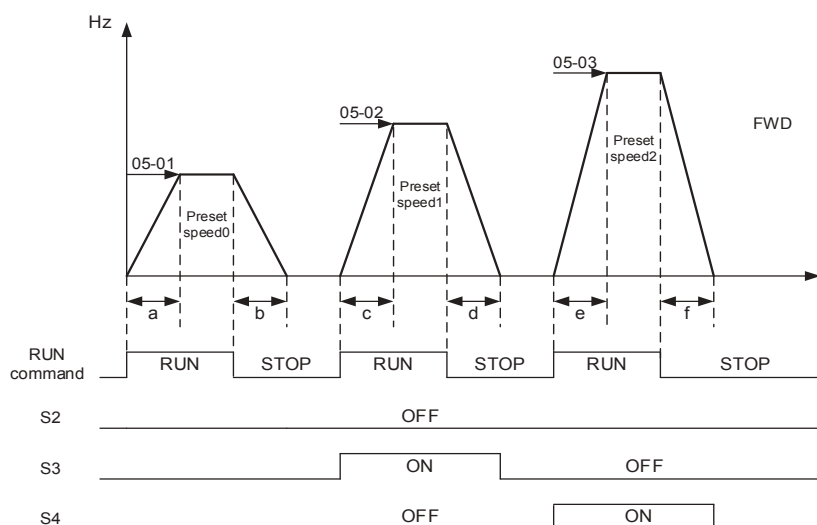 Hz
05-03
05-02
FWD
Preset
speed2
05-01
Preset
speed1
Preset
speed0
a
b
c
d
e
f
RUN
command
RUN
STOP
RUN
STOP
RUN
STOP
S2
OFF
S3
ON
OFF
S4
OFF
ON